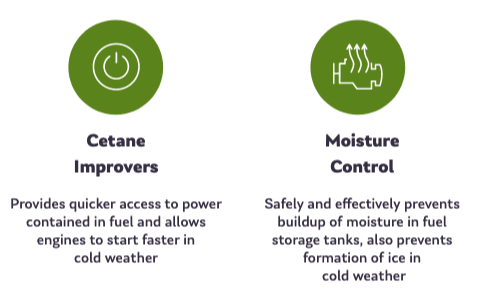 Cetane
Improvers
Provides quicker access to power
contained in fuel and allows
engines to start faster in
cold weather
Moisture
Control
Safely and effectively prevents
buildup of moisture in fuel
storage tanks, also prevents
formation of ice in
cold weather